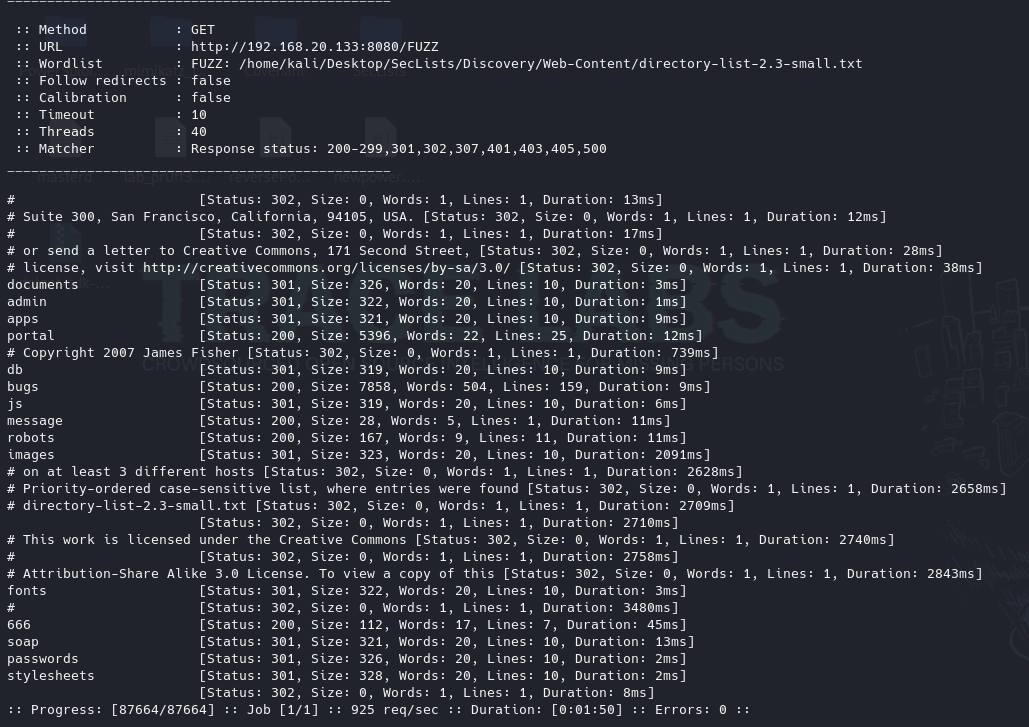 :: Method           : GET
:: URL              : http://192.168.20.133:8080/FUZZ
:: Wordlist         : FUZZ: /home/kali/Desktop/SecLists/Discovery/Web-Content/directory-list-2.3-small.txt
:: Follow redirects : false
:: Calibration      : false
:: Timeout          : 10
:: Threads          : 40
:: Matcher          : Response status: 200-299,301,302,307,401,403,405,500
#                       [Status: 302, Size: 0, Words: 1, Lines: 1, Duration: 13ms]
# Suite 300, San Francisco, California, 94105, USA. [Status: 302, Size: 0, Words: 1, Lines: 1, Duration: 12ms]
#                       [Status: 302, Size: 0, Words: 1, Lines: 1, Duration: 17ms]
# or send a letter to Creative Commons, 171 Second Street, [Status: 302, Size: 0, Words: 1, Lines: 1, Duration: 28ms]
# license, visit http://creativecommons.org/licenses/by-sa/3.0/ [Status: 302, Size: 0, Words: 1, Lines: 1, Duration: 38ms]
documents               [Status: 301, Size: 326, Words: 20, Lines: 10, Duration: 3ms]
admin                   [Status: 301, Size: 322, Words: 20, Lines: 10, Duration: 1ms]
apps                    [Status: 301, Size: 321, Words: 20, Lines: 10, Duration: 9ms]
portal                  [Status: 200, Size: 5396, Words: 22, Lines: 25, Duration: 12ms]
# Copyright 2007 James Fisher [Status: 302, Size: 0, Words: 1, Lines: 1, Duration: 739ms]
db                      [Status: 301, Size: 319, Words: 20, Lines: 10, Duration: 9ms]
bugs                    [Status: 200, Size: 7858, Words: 504, Lines: 159, Duration: 9ms]
js                      [Status: 301, Size: 319, Words: 20, Lines: 10, Duration: 6ms]
message                 [Status: 200, Size: 28, Words: 5, Lines: 1, Duration: 11ms]
robots                  [Status: 200, Size: 167, Words: 9, Lines: 11, Duration: 11ms]
images                  [Status: 301, Size: 323, Words: 20, Lines: 10, Duration: 2091ms]
# on at least 3 different hosts [Status: 302, Size: 0, Words: 1, Lines: 1, Duration: 2628ms]
# Priority-ordered case-sensitive list, where entries were found [Status: 302, Size: 0, Words: 1, Lines: 1, Duration: 2658ms]
# directory-list-2.3-small.txt [Status: 302, Size: 0, Words: 1, Lines: 1, Duration: 2709ms]
                        [Status: 302, Size: 0, Words: 1, Lines: 1, Duration: 2710ms]
# This work is licensed under the Creative Commons [Status: 302, Size: 0, Words: 1, Lines: 1, Duration: 2740ms]
#                       [Status: 302, Size: 0, Words: 1, Lines: 1, Duration: 2758ms]
# Attribution-Share Alike 3.0 License. To view a copy of this [Status: 302, Size: 0, Words: 1, Lines: 1, Duration: 2843ms]
fonts                   [Status: 301, Size: 322, Words: 20, Lines: 10, Duration: 3ms]
#                       [Status: 302, Size: 0, Words: 1, Lines: 1, Duration: 3480ms]
666                     [Status: 200, Size: 112, Words: 17, Lines: 7, Duration: 45ms]
soap                    [Status: 301, Size: 321, Words: 20, Lines: 10, Duration: 13ms]
passwords               [Status: 301, Size: 326, Words: 20, Lines: 10, Duration: 2ms]
stylesheets             [Status: 301, Size: 328, Words: 20, Lines: 10, Duration: 2ms]
                        [Status: 302, Size: 0, Words: 1, Lines: 1, Duration: 8ms]
:: Progress: [87664/87664] :: Job [1/1] :: 925 req/sec :: Duration: [0:01:50] :: Errors: 0 ::